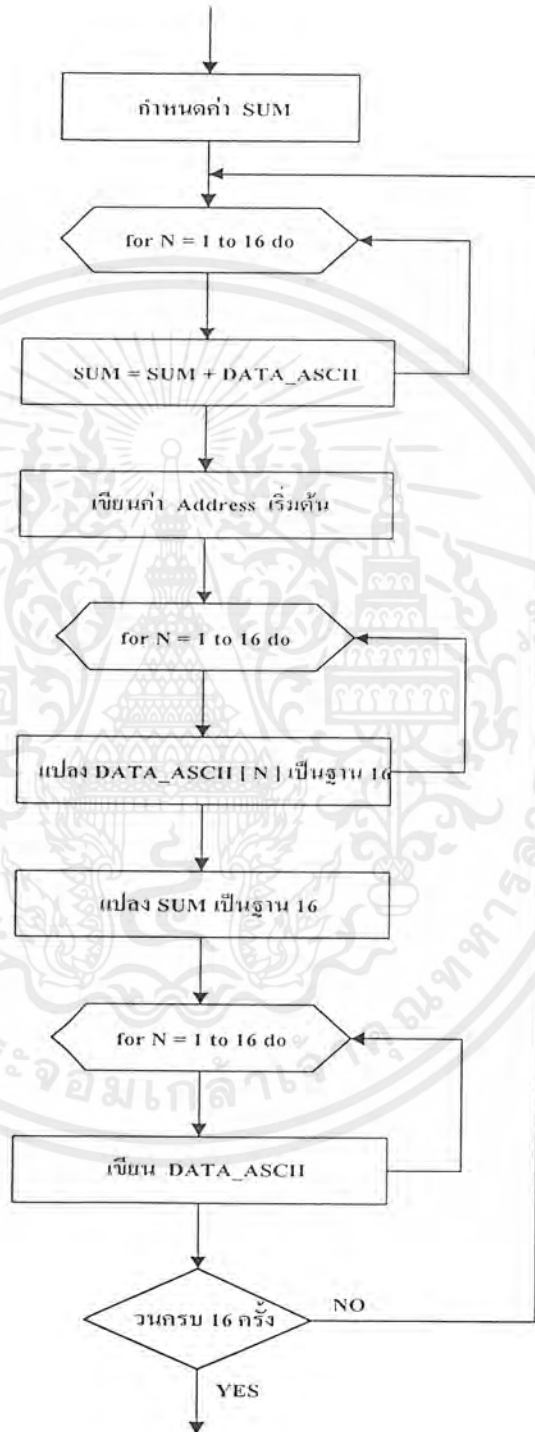 กำหนดค่า SUM
for N = 1 to 16 do
SUM = SUM + DATA_ASCII
เขียนค่า Address เริ่มต้น
for N = 1 to 16 do
แปลง DATA_ASCII [ N ] เป็นฐาน 16
แปลง SUM เป็นฐาน 16
for N = 1 to 16 do
เขียน DATA_ASCII
วนครบ 16 ครั้ง
NO
YES